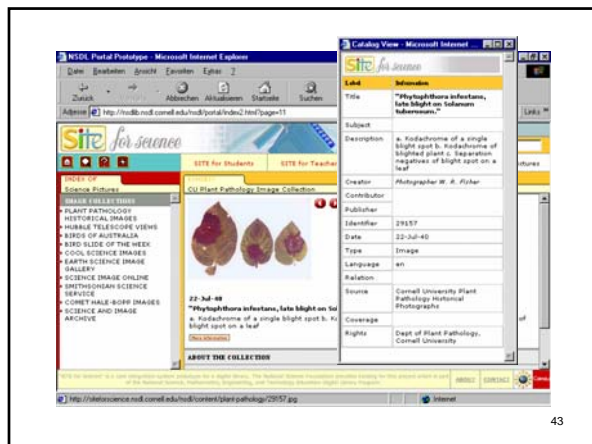 NSDL Portal Prototype - Microsoft Internet Explorer
Datei Bearbeiten Ansicht Favoriten Extras ?
Zurück Abbrechen Aktualisieren Startseite Suchen
Adresse http://nsdlib.nsdl.cornell.edu/nsdl/portal/index2.html?page=11
Links
Site for science
SITE for Students SITE for Teache
INDEX OF
Science Pictures
IMAGE COLLECTIONS
PLANT PATHOLOGY
HISTORICAL IMAGES
HUBBLE TELESCOPE VIEWS
BIRDS OF AUSTRALIA
BIRD SLIDE OF THE WEEK
COOL SCIENCE IMAGES
EARTH SCIENCE IMAGE
GALLERY
SCIENCE IMAGE ONLINE
SMITHSONIAN SCIENCE
SERVICE
COMET HALE-BOPP IMAGES
SCIENCE AND IMAGE
ARCHIVE
CU Plant Pathology Image Collection
22-Jul-40
"Phytophthora infestans, late blight on Sol
a. Kodachrome of a single blight spot b. K
blight spot on a leaf
More Information
ABOUT THE COLLECTION
ABOUT CONTACT
http://siteforscience.nsdl.cornell.edu/nsdl/content/plant-pathology/29157.jpg
Internet
Catalog View - Microsoft Internet ...
Site for science
Label Information
Title "Phytophthora infestans,
late blight on Solanum
tuberosum."
Subject
Description a. Kodachrome of a single
blight spot b. Kodachrome of
blighted plant c. Separation
negatives of blight spot on a
leaf
Creator Photographer W. R. Fisher
Contributor
Publisher
Identifier 29157
Date 22-Jul-40
Type Image
Language en
Relation
Source Cornell University Plant
Pathology Historical
Photographs
Coverage
Rights Dept of Plant Pathology,
Cornell University
43